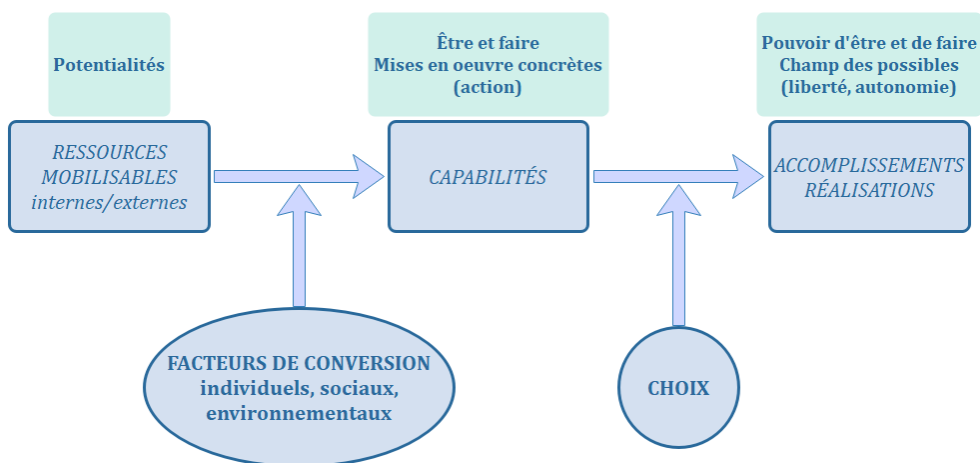 Potentialités
Être et faire
Mises en oeuvre concrètes
(action)
Pouvoir d'être et de faire
Champ des possibles
(liberté, autonomie)
RESSOURCES
MOBILISABLES
internes/externes
CAPABILITÉS
ACCOMPLISSEMENTS
RÉALISATIONS
FACTEURS DE CONVERSION
individuels, sociaux,
environnementaux
CHOIX